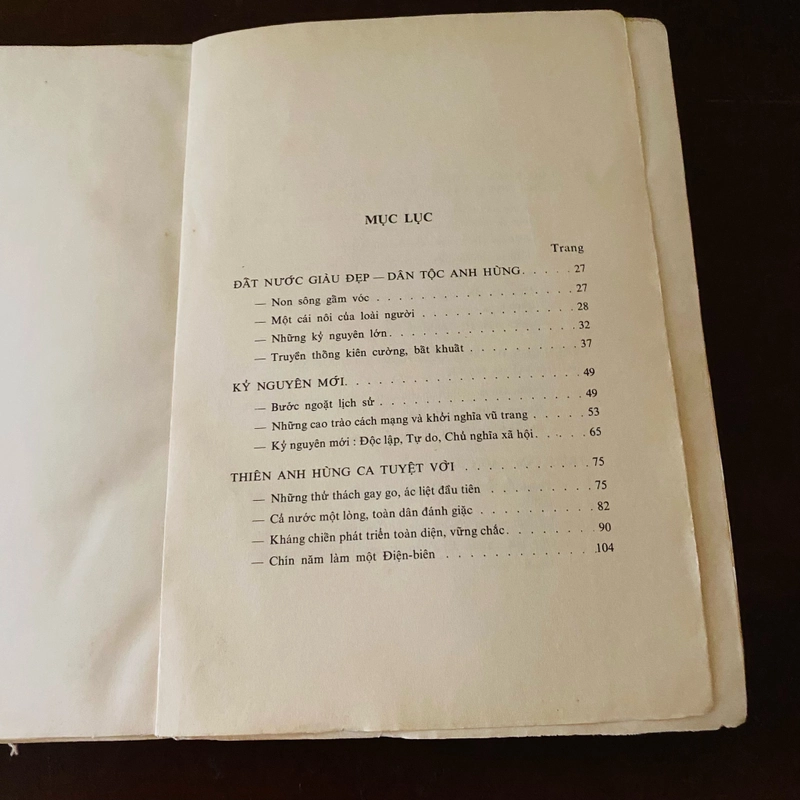 MỤC LỤC
Trang
ĐẤT NƯỚC GIÀU ĐẸP — DÂN TỘC ANH HÙNG. . . . . 27
— Non sông gấm vóc . . . . . . . . . . . . . . 27
— Một cái nôi của loài người . . . . . . . . . . . 28
— Những kỷ nguyên lớn. . . . . . . . . . . . . 32
— Truyền thống kiên cường, bất khuất . . . . . . . . 37
KỶ NGUYÊN MỚI. . . . . . . . . . . . . . . . 49
— Bước ngoặt lịch sử . . . . . . . . . . . . . . 49
— Những cao trào cách mạng và khởi nghĩa vũ trang . . . . 53
— Kỷ nguyên mới : Độc lập, Tự do, Chủ nghĩa xã hội. . . . 65
THIÊN ANH HÙNG CA TUYỆT VỜI . . . . . . . . . 75
— Những thử thách gay go, ác liệt đầu tiên . . . . . . . 75
— Cả nước một lòng, toàn dân đánh giặc . . . . . . . . 82
— Kháng chiến phát triển toàn diện, vững chắc. . . . . . 90
— Chín năm làm một Điện-biên . . . . . . . . . . .104